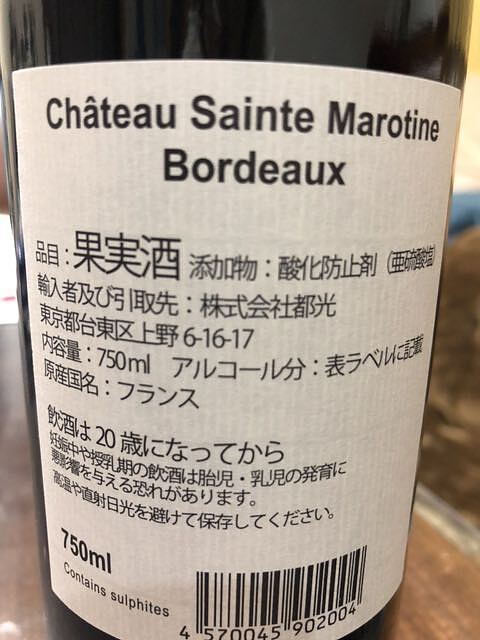 Château Sainte Marotine
Bordeaux
品目：果実酒 添加物：酸化防止剤（亜硫酸塩）
輸入者及び引取先：株式会社都光
東京都台東区上野6-16-17
内容量：750ml アルコール分：表ラベルに記載
原産国名：フランス
飲酒は20歳になってから
妊娠中や授乳期の飲酒は胎児・乳児の発育に
悪影響を与える恐れがあります。
高温や直射日光を避けて保存してください。
750ml
Contains sulphites
4 570045 902004